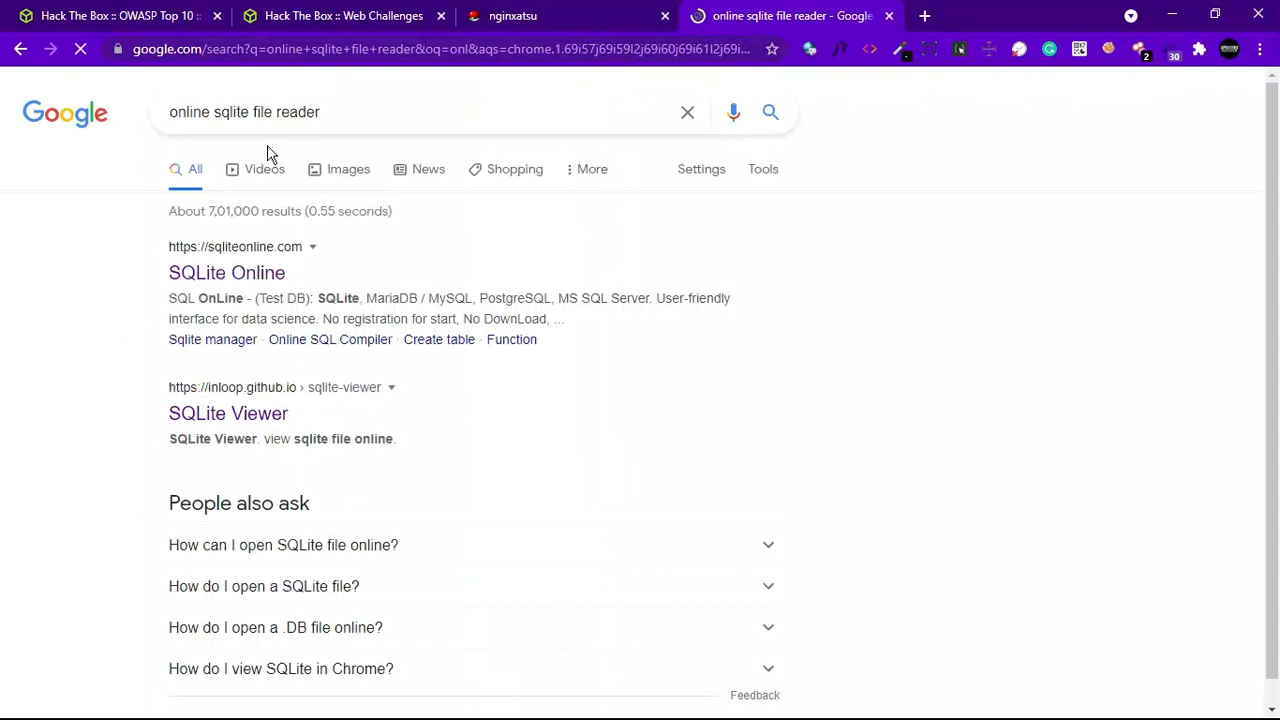 Hack The Box :: OWASP Top 10 ::
Hack The Box :: Web Challenges
nginxatsu
online sqlite file reader - Google
google.com/search?q=online+sqlite+file+reader&oq=onl&aqs=chrome.1.69i57j69i59l2j69i60j69i61l2j69i...
2
30
Google
online sqlite file reader
All
Videos
Images
News
Shopping
More
Settings
Tools
About 7,01,000 results (0.55 seconds)
https://sqliteonline.com
SQLite Online
SQL OnLine - (Test DB): SQLite, MariaDB / MySQL, PostgreSQL, MS SQL Server. User-friendly
interface for data science. No registration for start, No DownLoad, ...
Sqlite manager · Online SQL Compiler · Create table · Function
https://inloop.github.io › sqlite-viewer
SQLite Viewer
SQLite Viewer. view sqlite file online.
People also ask
How can I open SQLite file online?
How do I open a SQLite file?
How do I open a .DB file online?
How do I view SQLite in Chrome?
Feedback